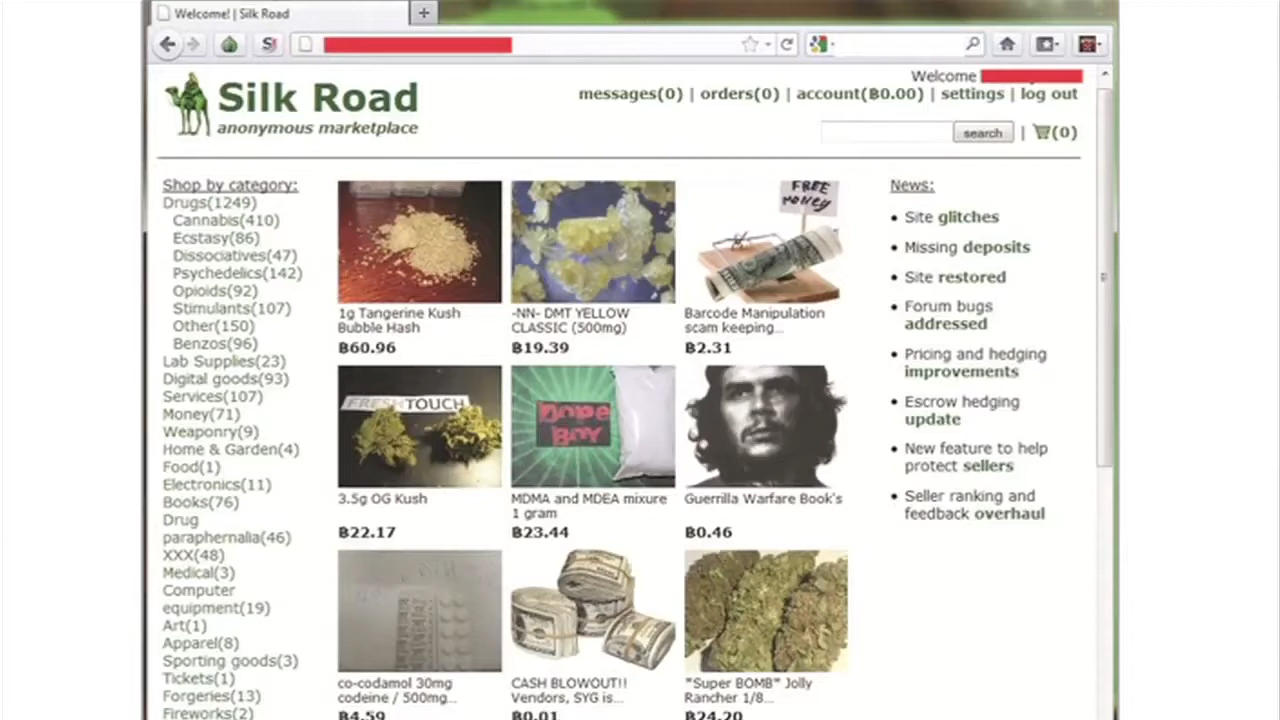 Welcome! | Silk Road
Silk Road
anonymous marketplace
Welcome
messages(0) | orders(0) | account(฿0.00) | settings | log out
search | (0)
Shop by category:
Drugs(1249)
Cannabis(410)
Ecstasy(86)
Dissociatives(47)
Psychedelics(142)
Opioids(92)
Stimulants(107)
Other(150)
Benzos(96)
Lab Supplies(23)
Digital goods(93)
Services(107)
Money(71)
Weaponry(9)
Home & Garden(4)
Food(1)
Electronics(11)
Books(76)
Drug
paraphernalia(46)
XXX(48)
Medical(3)
Computer
equipment(19)
Art(1)
Apparel(8)
Sporting goods(3)
Tickets(1)
Forgeries(13)
Fireworks(2)
1g Tangerine Kush
Bubble Hash
฿60.96
-NN- DMT YELLOW
CLASSIC (500mg)
฿19.39
FREE
MONEY
Barcode Manipulation
scam keeping...
฿2.31
FRESHTOUCH
3.5g OG Kush
฿22.17
DOPE
BOY
MDMA and MDEA mixure
1 gram
฿23.44
Guerrilla Warfare Book's
฿0.46
co-codamol 30mg
codeine / 500mg...
฿4.59
CASH BLOWOUT!!
Vendors, SYG is...
฿0.01
*Super BOMB* Jolly
Rancher 1/8...
฿24.20
News:
Site glitches
Missing deposits
Site restored
Forum bugs
addressed
Pricing and hedging
improvements
Escrow hedging
update
New feature to help
protect sellers
Seller ranking and
feedback overhaul